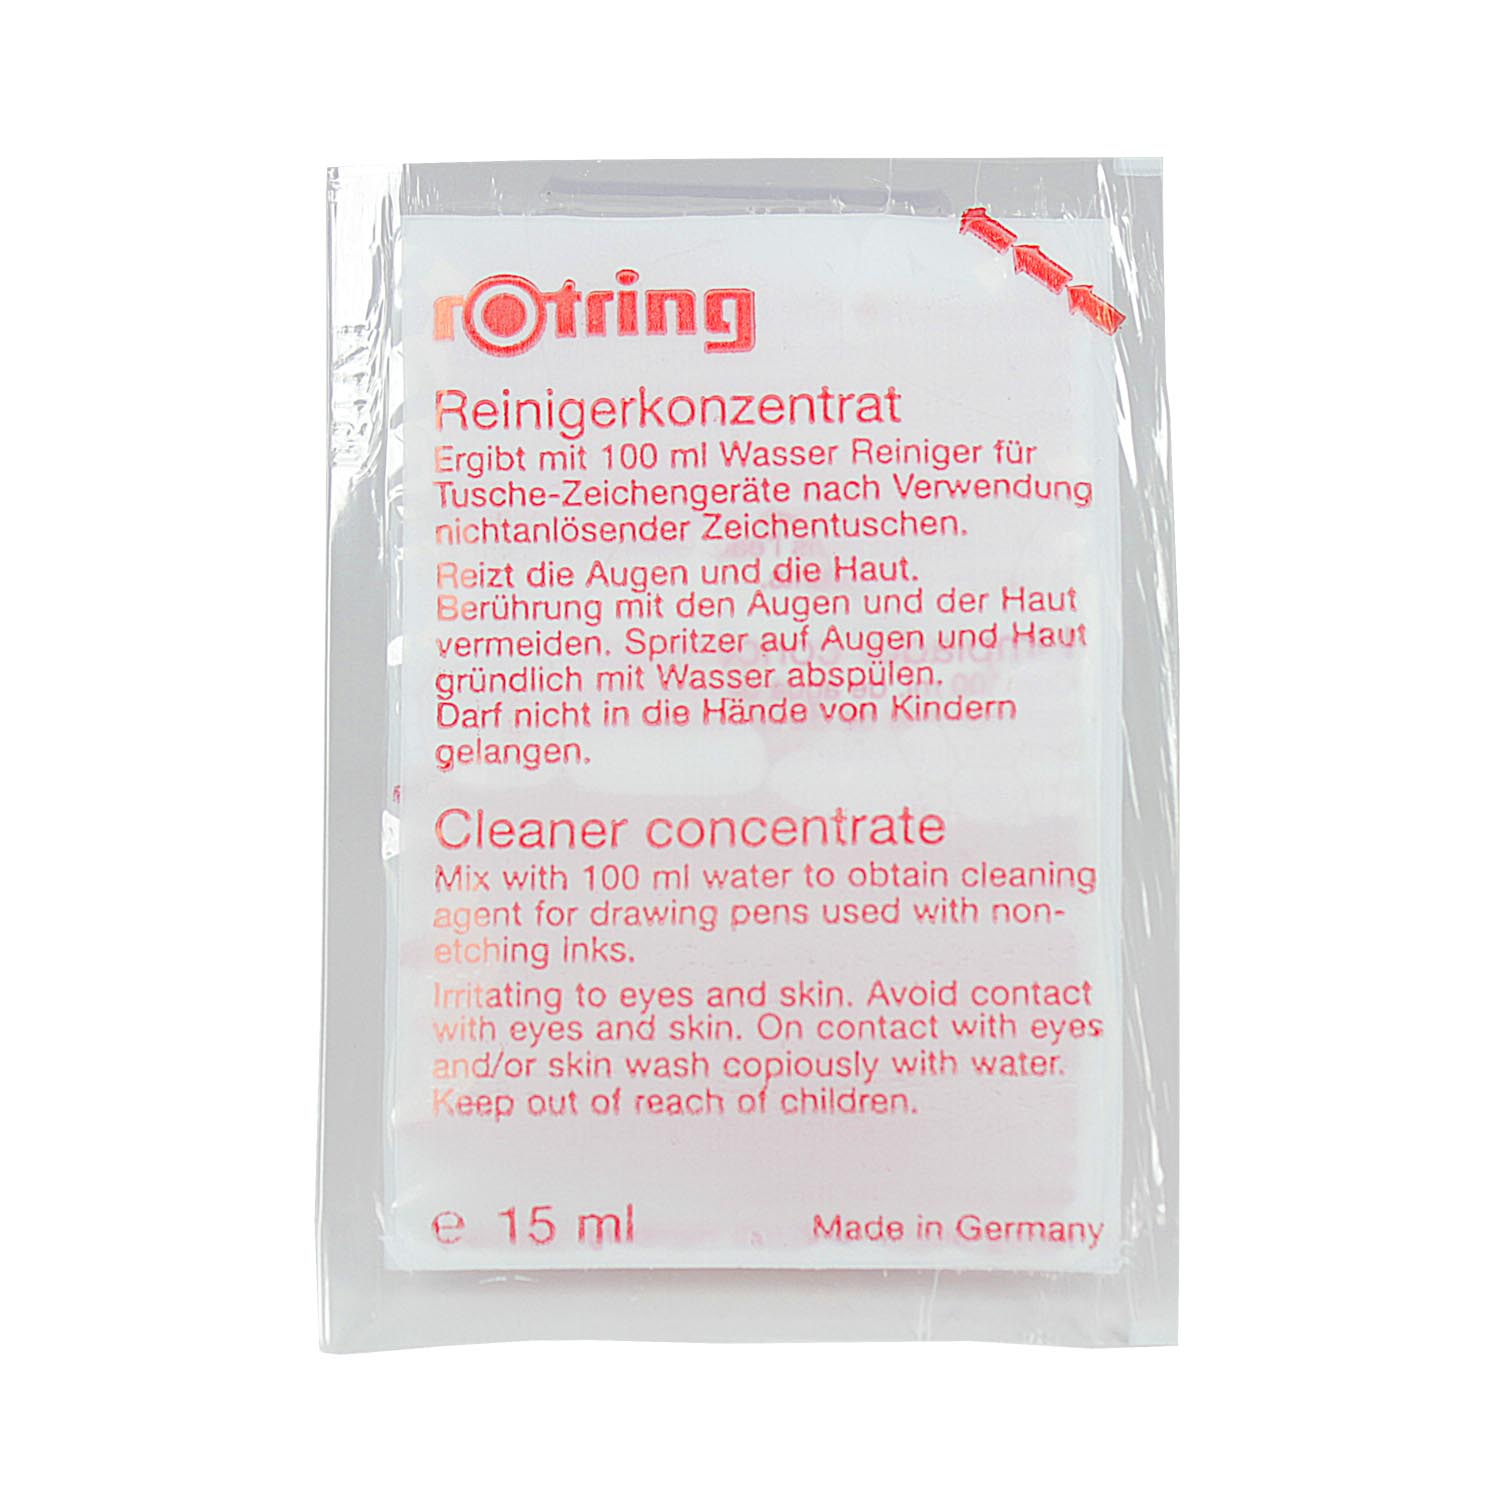 rotring
Reinigerkonzentrat
Ergibt mit 100 ml Wasser Reiniger für
Tusche-Zeichengeräte nach Verwendung
nichtanlösender Zeichentuschen.
Reizt die Augen und die Haut.
Berührung mit den Augen und der Haut
vermeiden. Spritzer auf Augen und Haut
gründlich mit Wasser abspülen.
Darf nicht in die Hände von Kindern
gelangen.
Cleaner concentrate
Mix with 100 ml water to obtain cleaning
agent for drawing pens used with non-
etching inks.
Irritating to eyes and skin. Avoid contact
with eyes and skin. On contact with eyes
and/or skin wash copiously with water.
Keep out of reach of children.
℮ 15 ml
Made in Germany